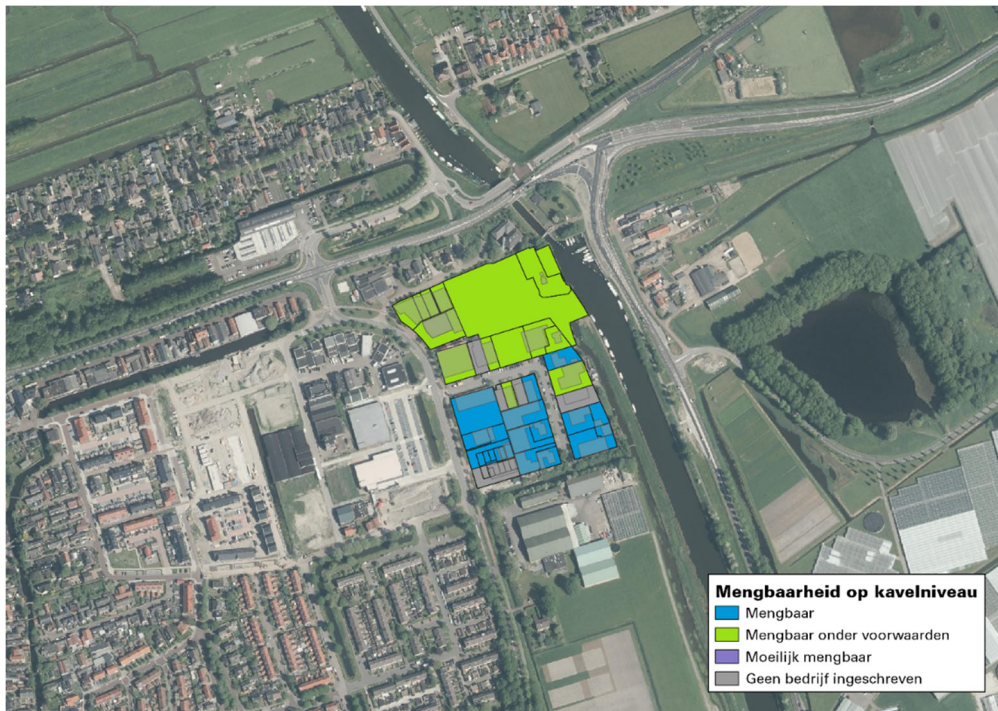 Mengbaarheid op kavelniveau
Mengbaar
Mengbaar onder voorwaarden
Moeilijk mengbaar
Geen bedrijf ingeschreven